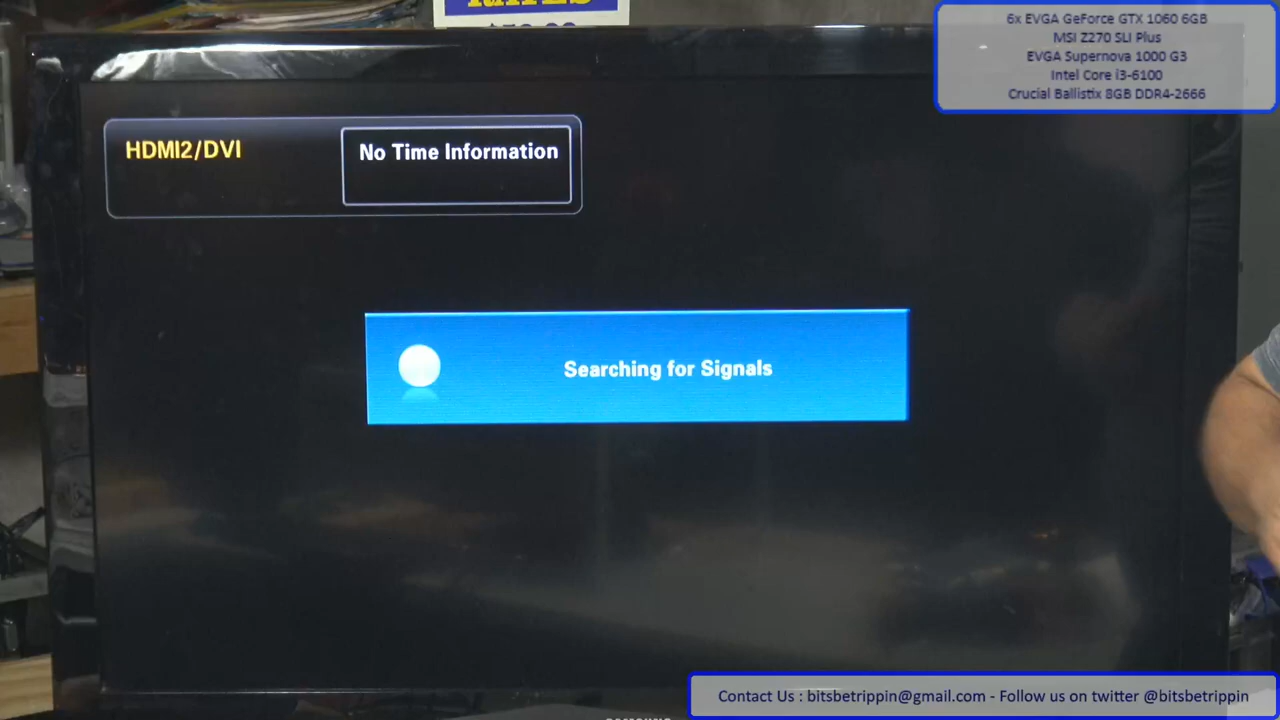 6x EVGA GeForce GTX 1060 6GB
MSI Z270 SLI Plus
EVGA Supernova 1000 G3
Intel Core i3-6100
Crucial Ballistix 8GB DDR4-2666
HDMI2/DVI
No Time Information
Searching for Signals
Contact Us : bitsbetrippin@gmail.com - Follow us on twitter @bitsbetrippin